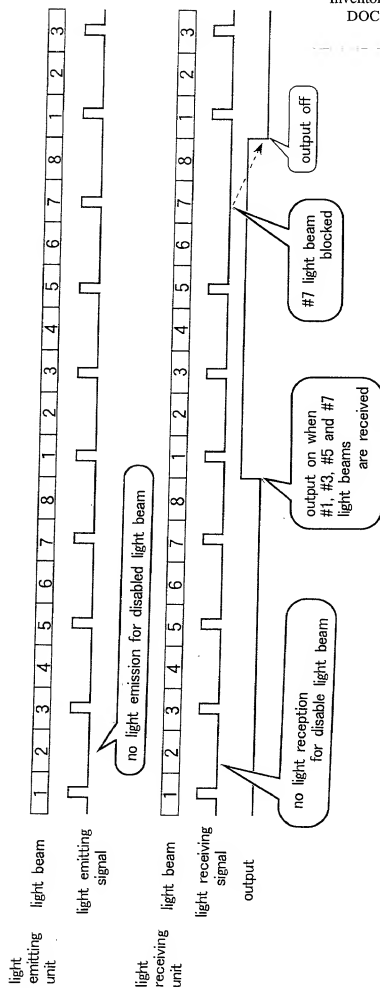 Inventor
DOC
light
emitting
unit
light beam
1 2 3 4 5 6 7 8 1 2 3 4 5 6 7 8 1 2 3
light emitting
signal
no light emission for disabled light beam
light
receiving
unit
light beam
1 2 3 4 5 6 7 8 1 2 3 4 5 6 7 8 1 2 3
light receiving
signal
output
no light reception
for disable light beam
output on when
#1, #3, #5 and #7
light beams
are received
#7 light beam
blocked
output off